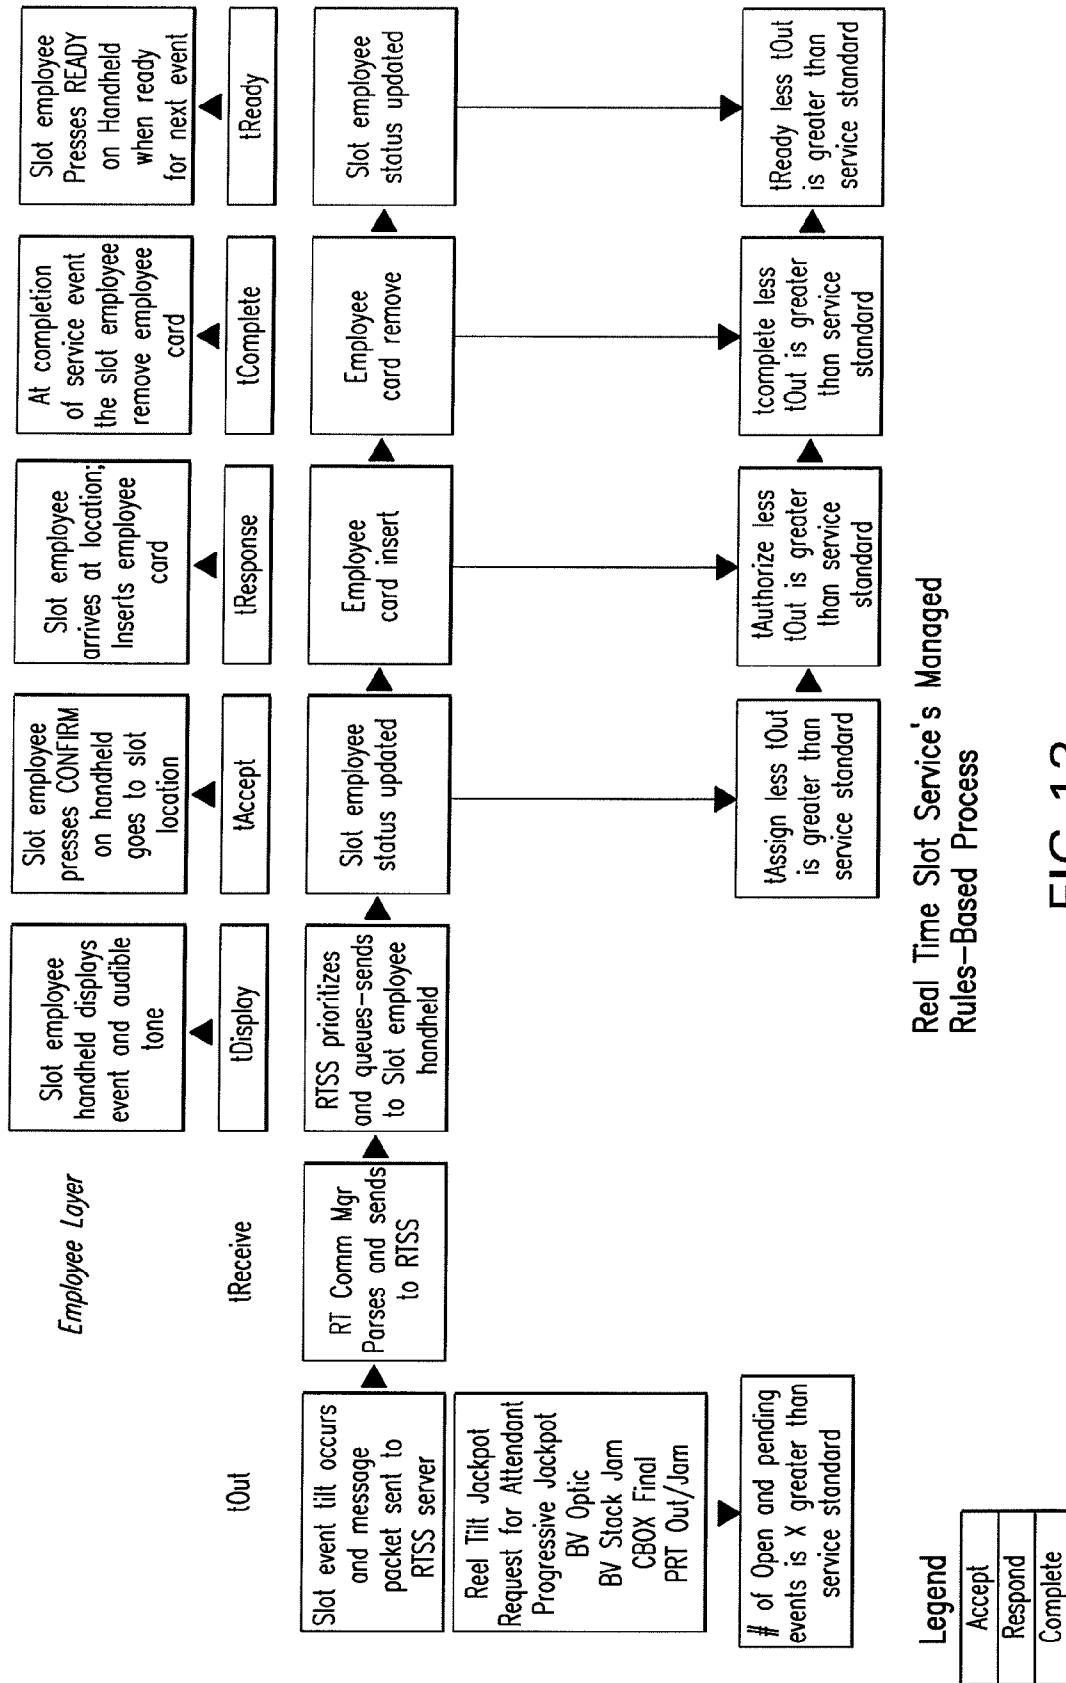 Employee Layer
Slot employee
handheld displays
event and audible
tone
Slot employee
presses CONFIRM
on handheld
goes to slot
location
Slot employee
arrives at location;
Inserts employee
card
At completion
of service event
the slot employee
remove employee
card
Slot employee
Presses READY
on Handheld
when ready
for next event
tOut
tReceive
tDisplay
tAccept
tResponse
tComplete
tReady
Slot event tilt occurs
and message
packet sent to
RTSS server
RT Comm Mgr
Parses and sends
to RTSS
RTSS prioritizes
and queues-sends
to Slot employee
handheld
Slot employee
status updated
Employee
card insert
Employee
card remove
Slot employee
status updated
Reel Tilt Jackpot
Request for Attendant
Progressive Jackpot
BV Optic
BV Stack Jam
CBOX Final
PRT Out/Jam
# of Open and pending
events is X greater than
service standard
tAssign less tOut
is greater than
service standard
tAuthorize less
tOut is greater
than service
standard
tcomplete less
tOut is greater
than service
standard
tReady less tOut
is greater than
service standard
Legend
Accept
Respond
Complete
Real Time Slot Service's Managed
Rules-Based Process